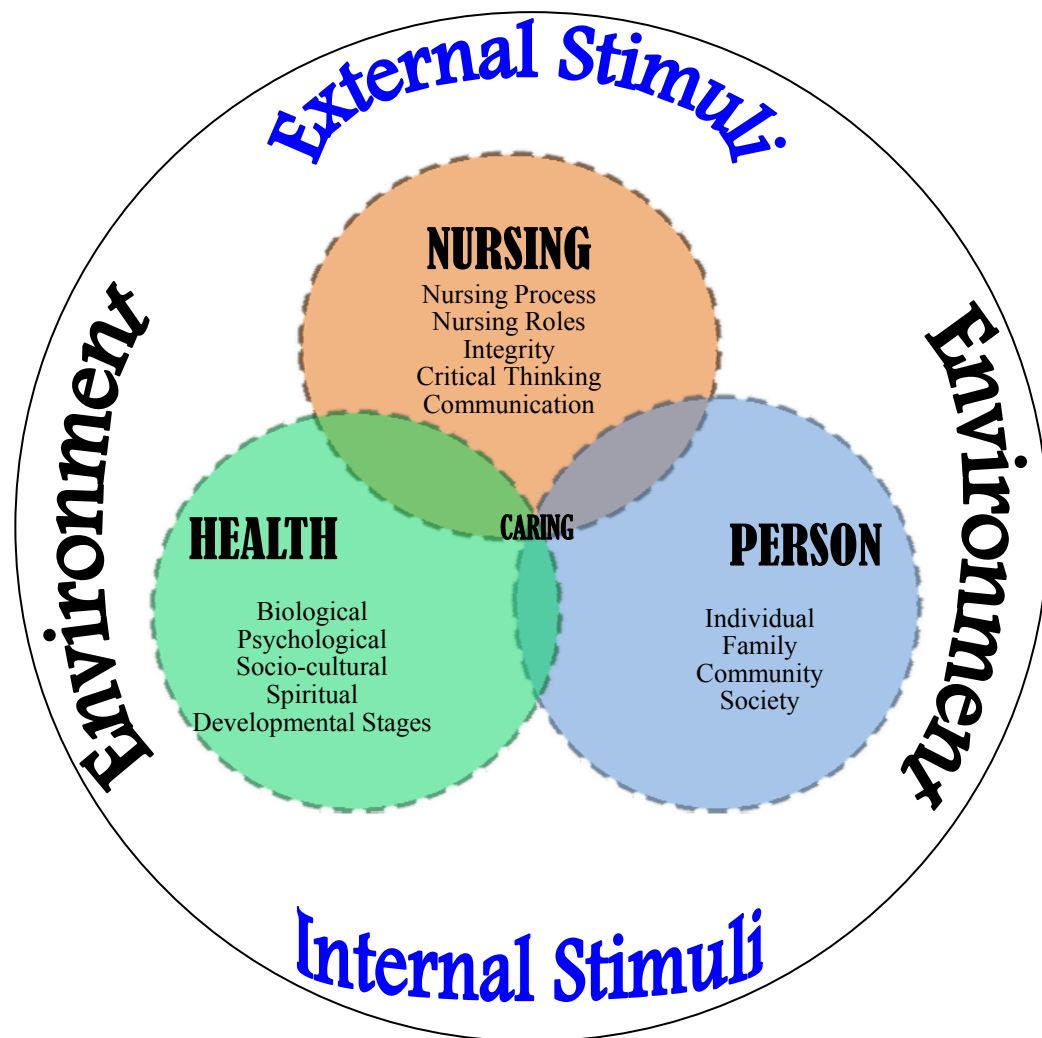 External Stimuli
NURSING
Nursing Process
Nursing Roles
Integrity
Critical Thinking
Communication
Environment
Environment
HEALTH
CARING
PERSON
Biological
Psychological
Socio-cultural
Spiritual
Developmental Stages
Individual
Family
Community
Society
Internal Stimuli